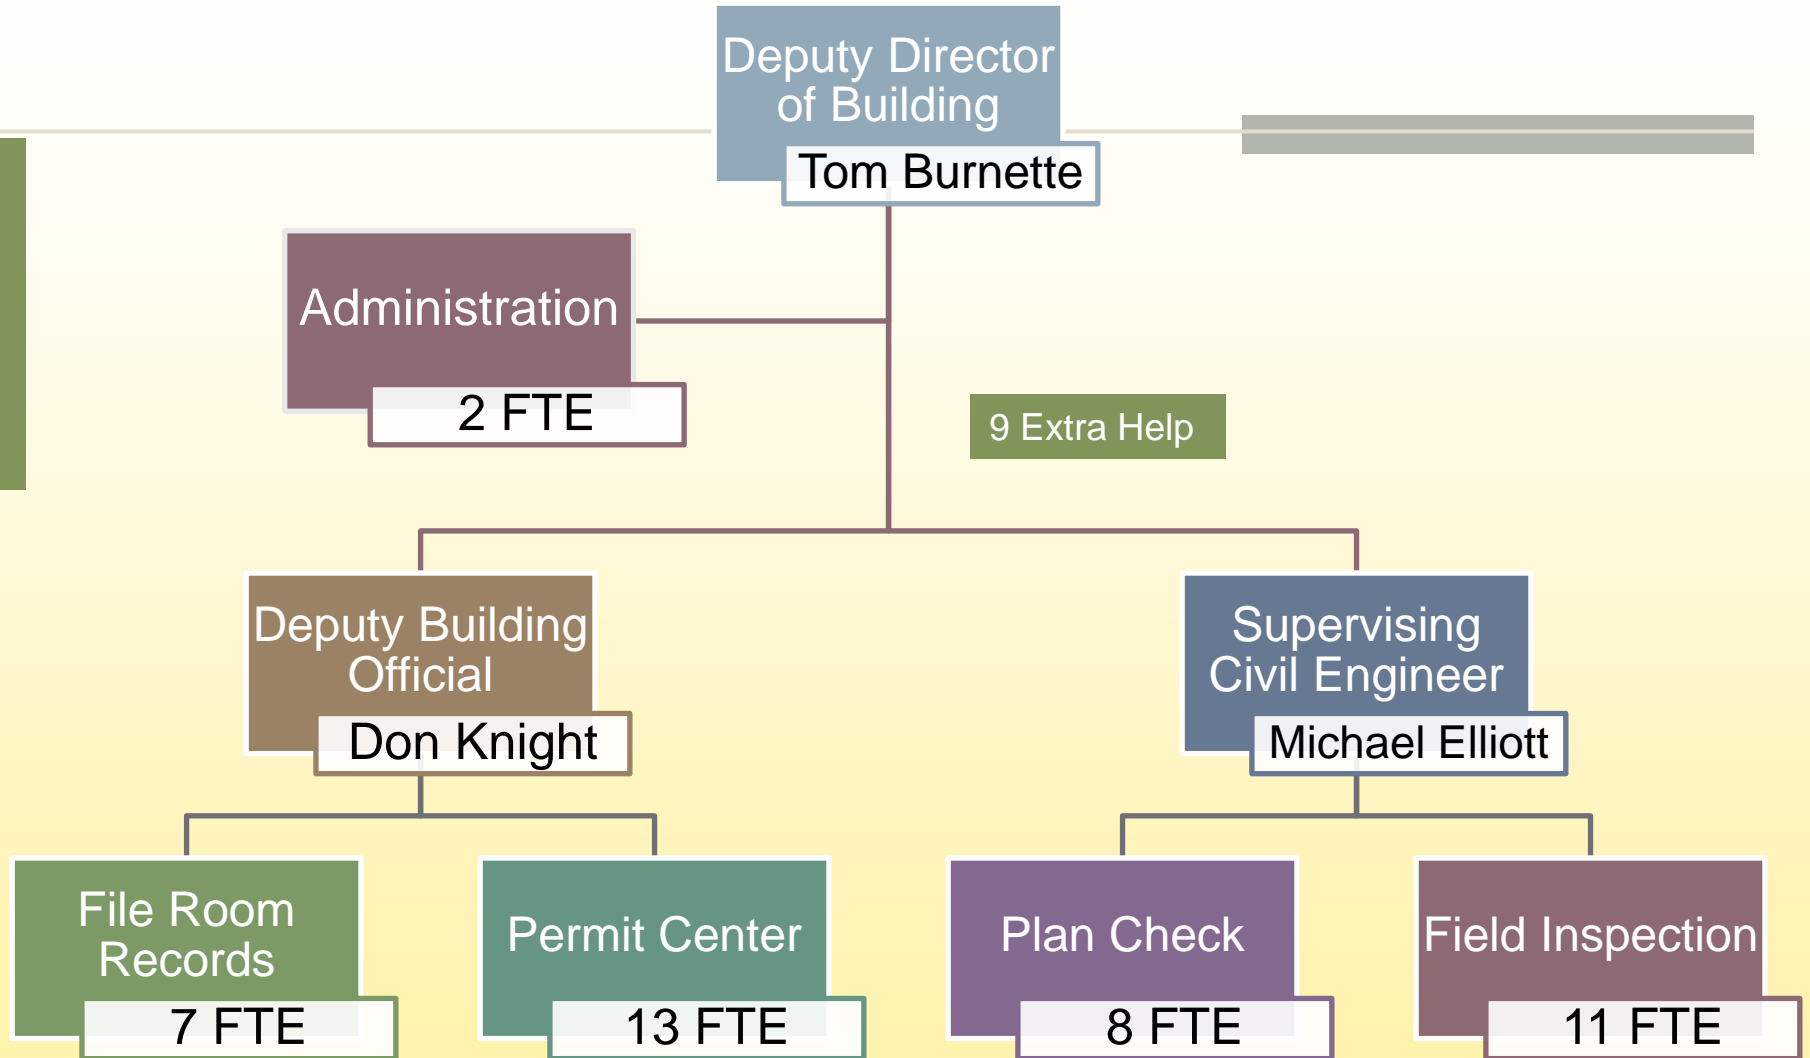 Deputy Director
of Building
Tom Burnette
Administration
2 FTE
9 Extra Help
Deputy Building
Official
Don Knight
Supervising
Civil Engineer
Michael Elliott
File Room
Records
7 FTE
Permit Center
13 FTE
Plan Check
8 FTE
Field Inspection
11 FTE